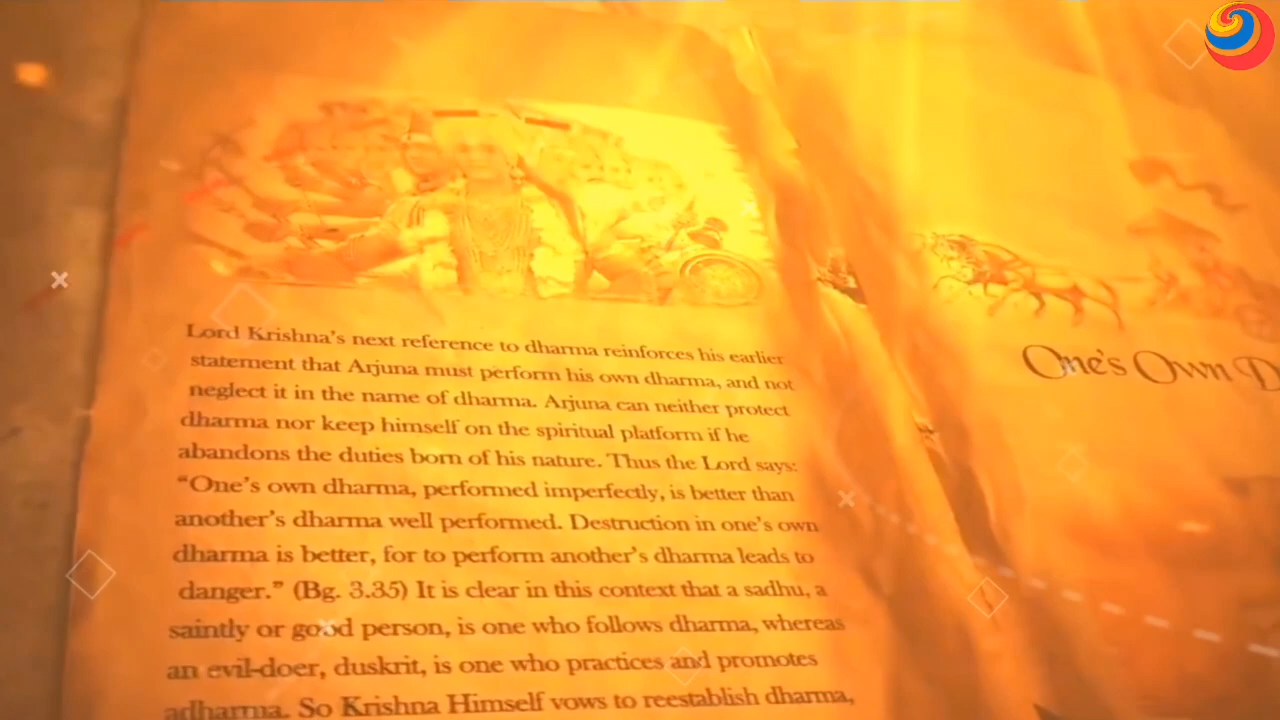 Lord Krishna's next reference to dharma reinforces his earlier
statement that Arjuna must perform his own dharma, and not
neglect it in the name of dharma. Arjuna can neither protect
dharma nor keep himself on the spiritual platform if he
abandons the duties born of his nature. Thus the Lord says:
“One's own dharma, performed imperfectly, is better than
another's dharma well performed. Destruction in one's own
dharma is better, for to perform another's dharma leads to
danger.” (Bg. 3.35) It is clear in this context that a sadhu, a
saintly or good person, is one who follows dharma, whereas
an evil-doer, duskrit, is one who practices and promotes
adharma. So Krishna Himself vows to reestablish dharma,
One's Own D